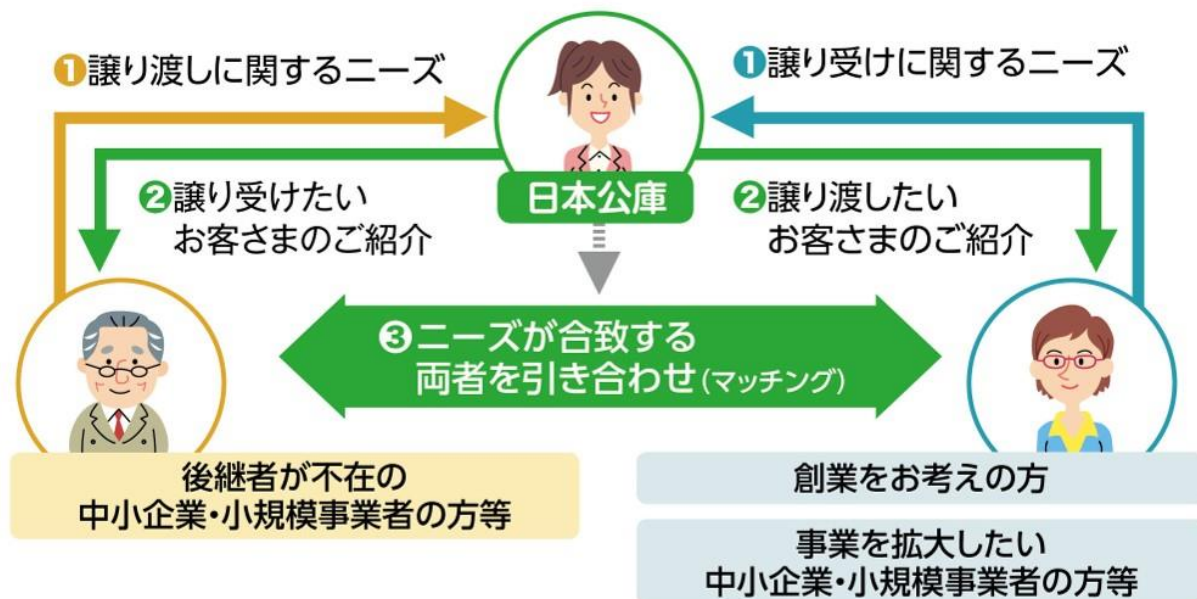 ❶譲り渡しに関するニーズ
❶譲り受けに関するニーズ
日本公庫
❷譲り受けたい
お客さまのご紹介
❷譲り渡したい
お客さまのご紹介
❸ニーズが合致する
両者を引き合わせ(マッチング)
後継者が不在の
中小企業・小規模事業者の方等
創業をお考えの方
事業を拡大したい
中小企業・小規模事業者の方等